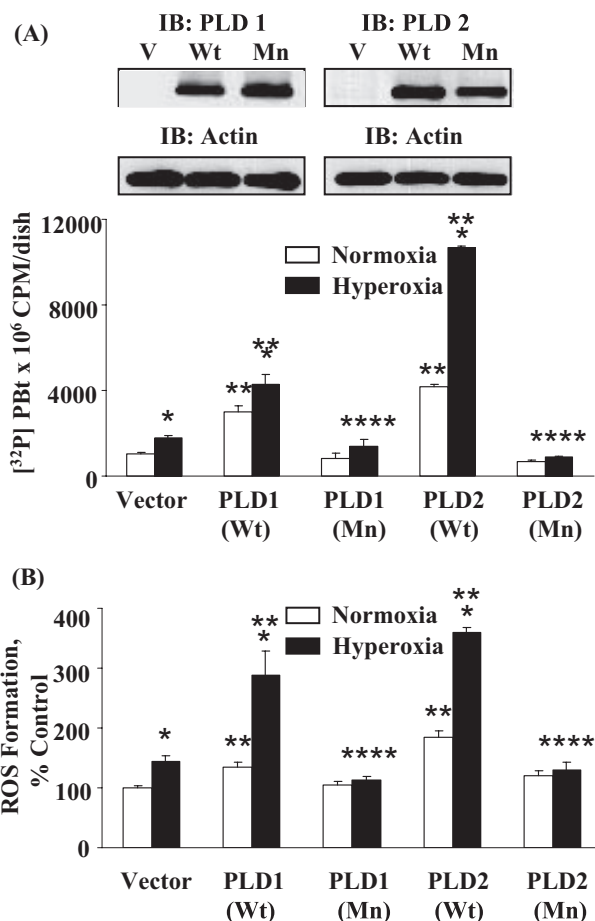 (A)
IB: PLD 1 IB: PLD 2
V Wt Mn V Wt Mn
IB: Actin IB: Actin
[³²P] PBt x 10⁶ CPM/dish
12000
8000
4000
0
Normoxia
Hyperoxia
*
**
**
*
****
**
**
*
****
Vector PLD1 PLD1 PLD2 PLD2
(Wt) (Mn) (Wt) (Mn)
(B)
ROS Formation,
% Control
400
300
200
100
0
Normoxia
Hyperoxia
*
**
**
*
****
**
**
*
****
Vector PLD1 PLD1 PLD2 PLD2
(Wt) (Mn) (Wt) (Mn)